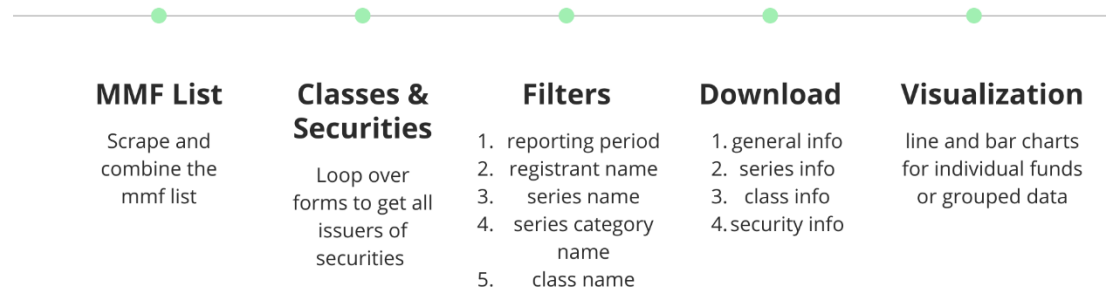 MMF List
Scrape and
combine the
mmf list
Classes &
Securities
Loop over
forms to get all
issuers of
securities
Filters
1. reporting period
2. registrant name
3. series name
4. series category
name
5. class name
Download
1. general info
2. series info
3. class info
4. security info
Visualization
line and bar charts
for individual funds
or grouped data